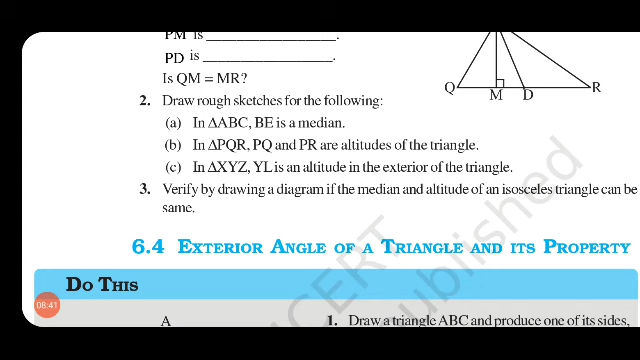 PM is _________________.
PD is _________________.
Is QM = MR?
Q
M
D
R
2. Draw rough sketches for the following:
(a) In ΔABC, BE is a median.
(b) In ΔPQR, PQ and PR are altitudes of the triangle.
(c) In ΔXYZ, YL is an altitude in the exterior of the triangle.
3. Verify by drawing a diagram if the median and altitude of an isosceles triangle can be
same.
6.4 EXTERIOR ANGLE OF A TRIANGLE AND ITS PROPERTY
DO THIS
08:41
A
1. Draw a triangle ABC and produce one of its sides,
NCERT
published